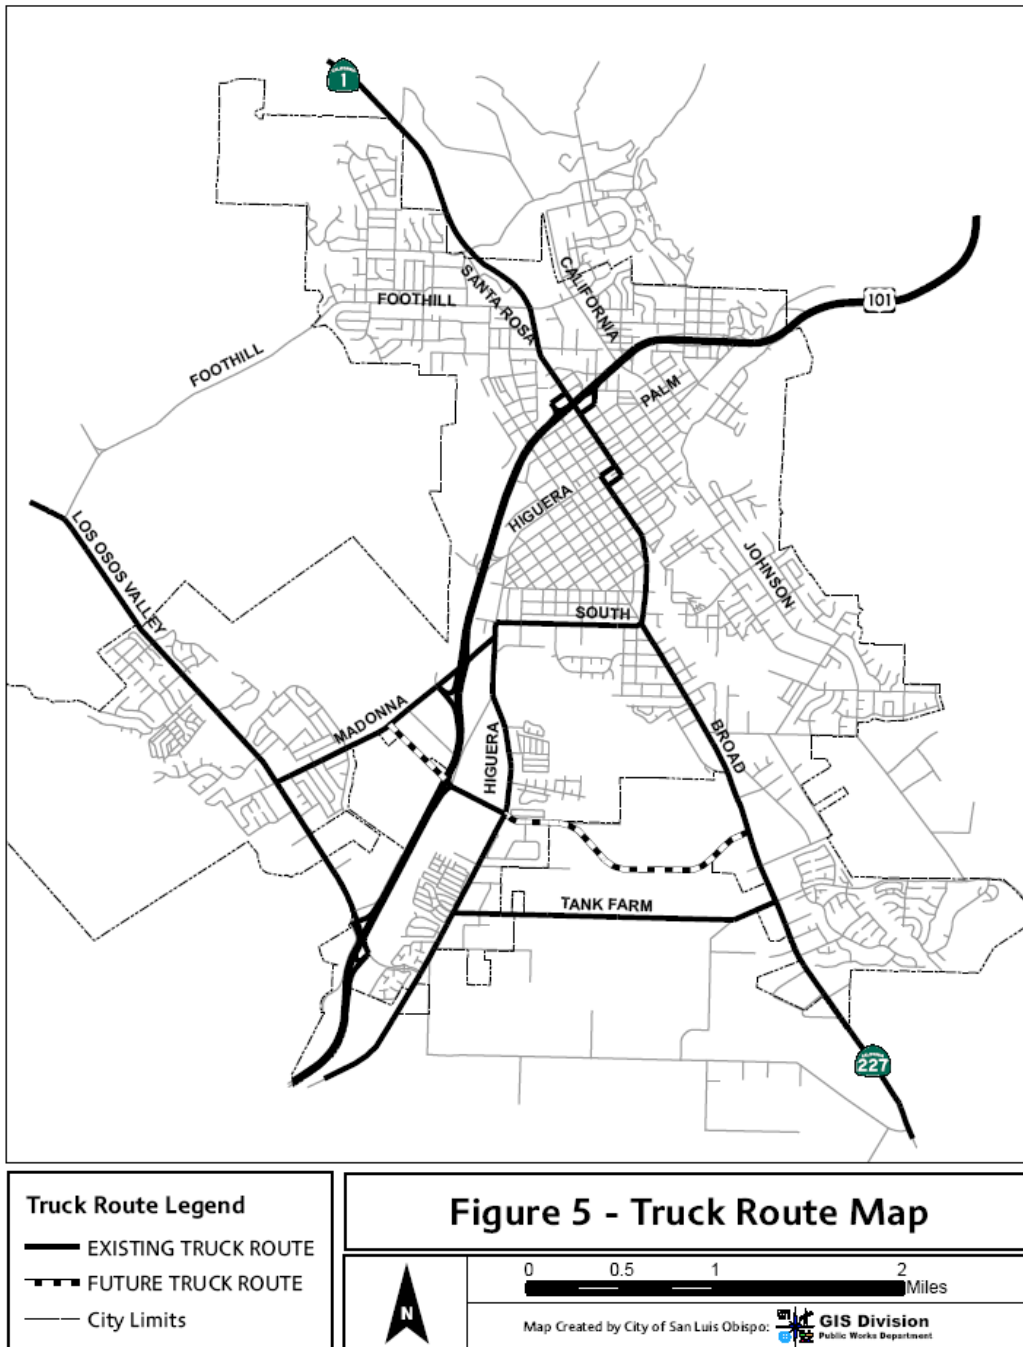 CALIFORNIA
1
101
CALIFORNIA
SANTA ROSA
FOOTHILL
FOOTHILL
PALM
HIGUERA
LOS OSOS VALLEY
JOHNSON
SOUTH
MADONNA
BROAD
HIGUERA
TANK FARM
CALIFORNIA
227
Truck Route Legend
EXISTING TRUCK ROUTE
FUTURE TRUCK ROUTE
City Limits
Figure 5 - Truck Route Map
N
0 0.5 1 2
Miles
Map Created by City of San Luis Obispo:
GIS Division
Public Works Department